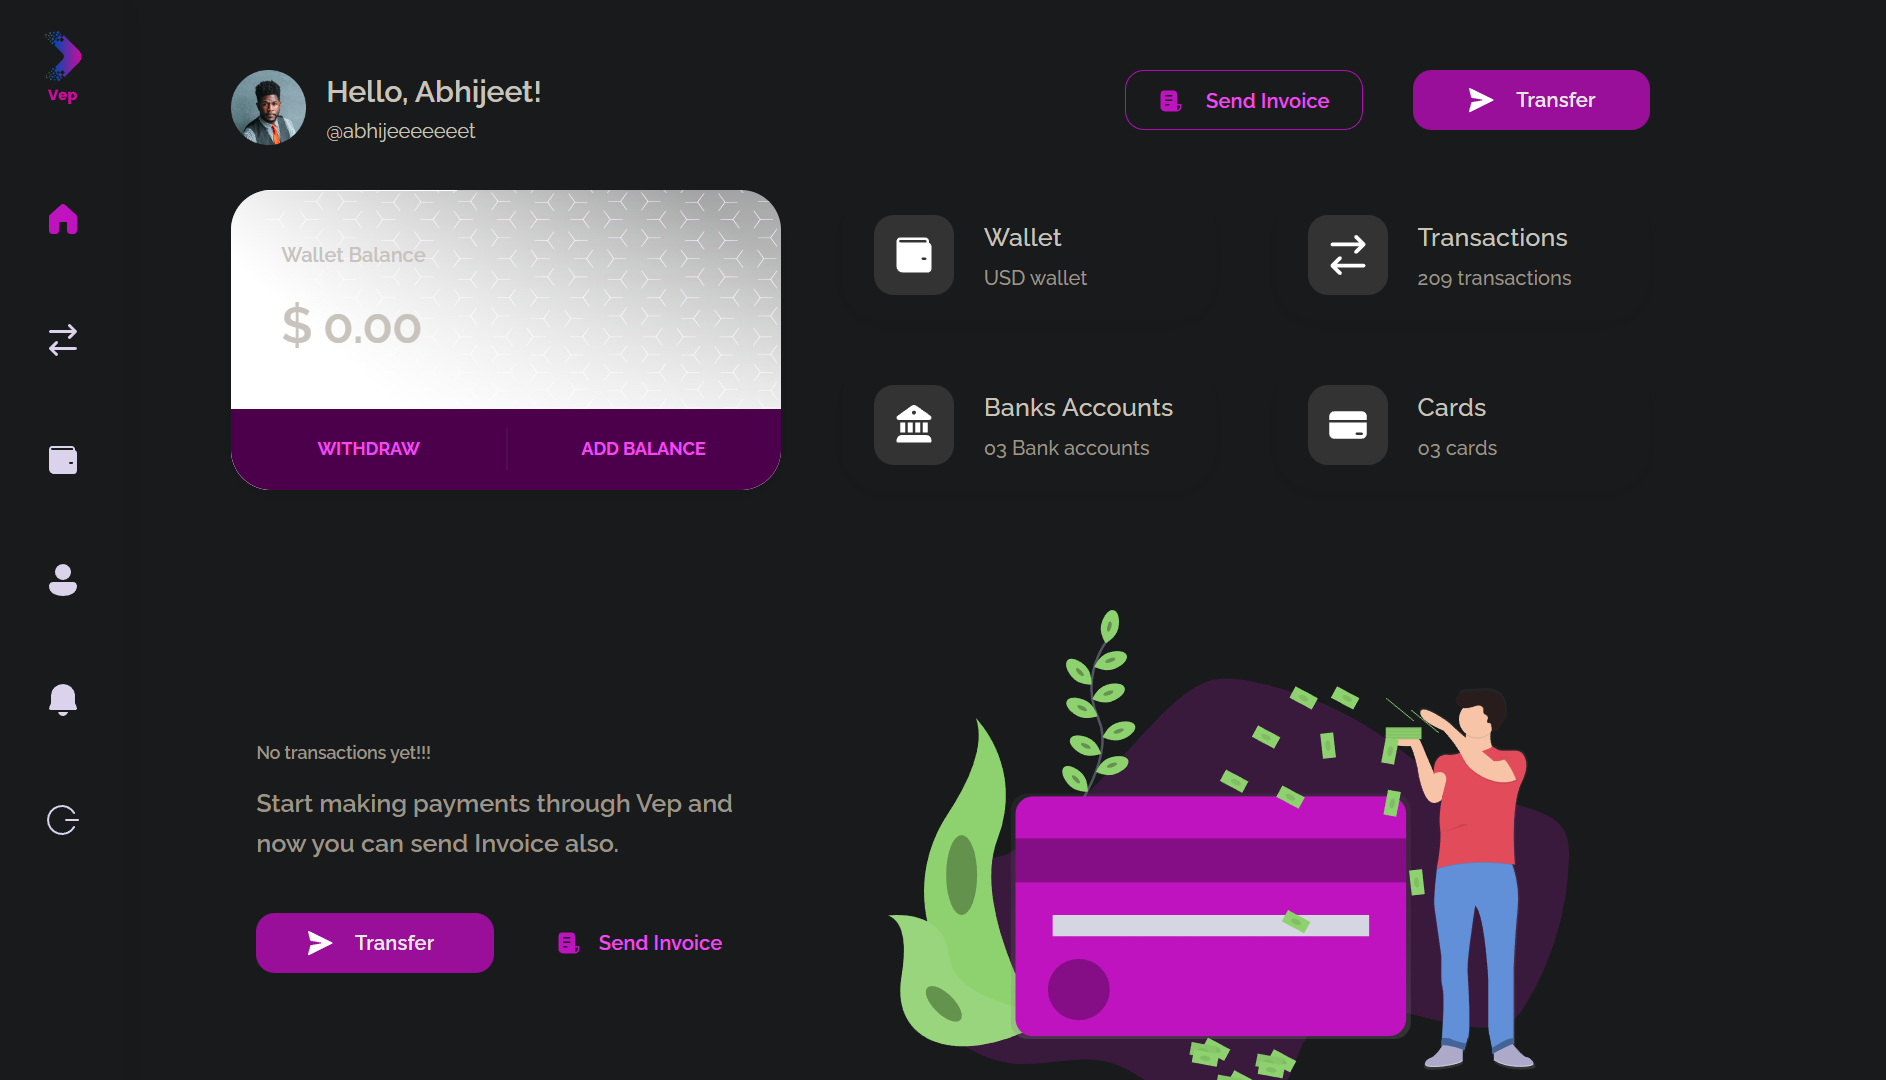 Vep
Hello, Abhijeet!
@abhijeeeeeeet
Send Invoice
Transfer
Wallet Balance
$ 0.00
WITHDRAW
ADD BALANCE
Wallet
USD wallet
Transactions
209 transactions
Banks Accounts
03 Bank accounts
Cards
03 cards
No transactions yet!!!
Start making payments through Vep and
now you can send Invoice also.
Transfer
Send Invoice